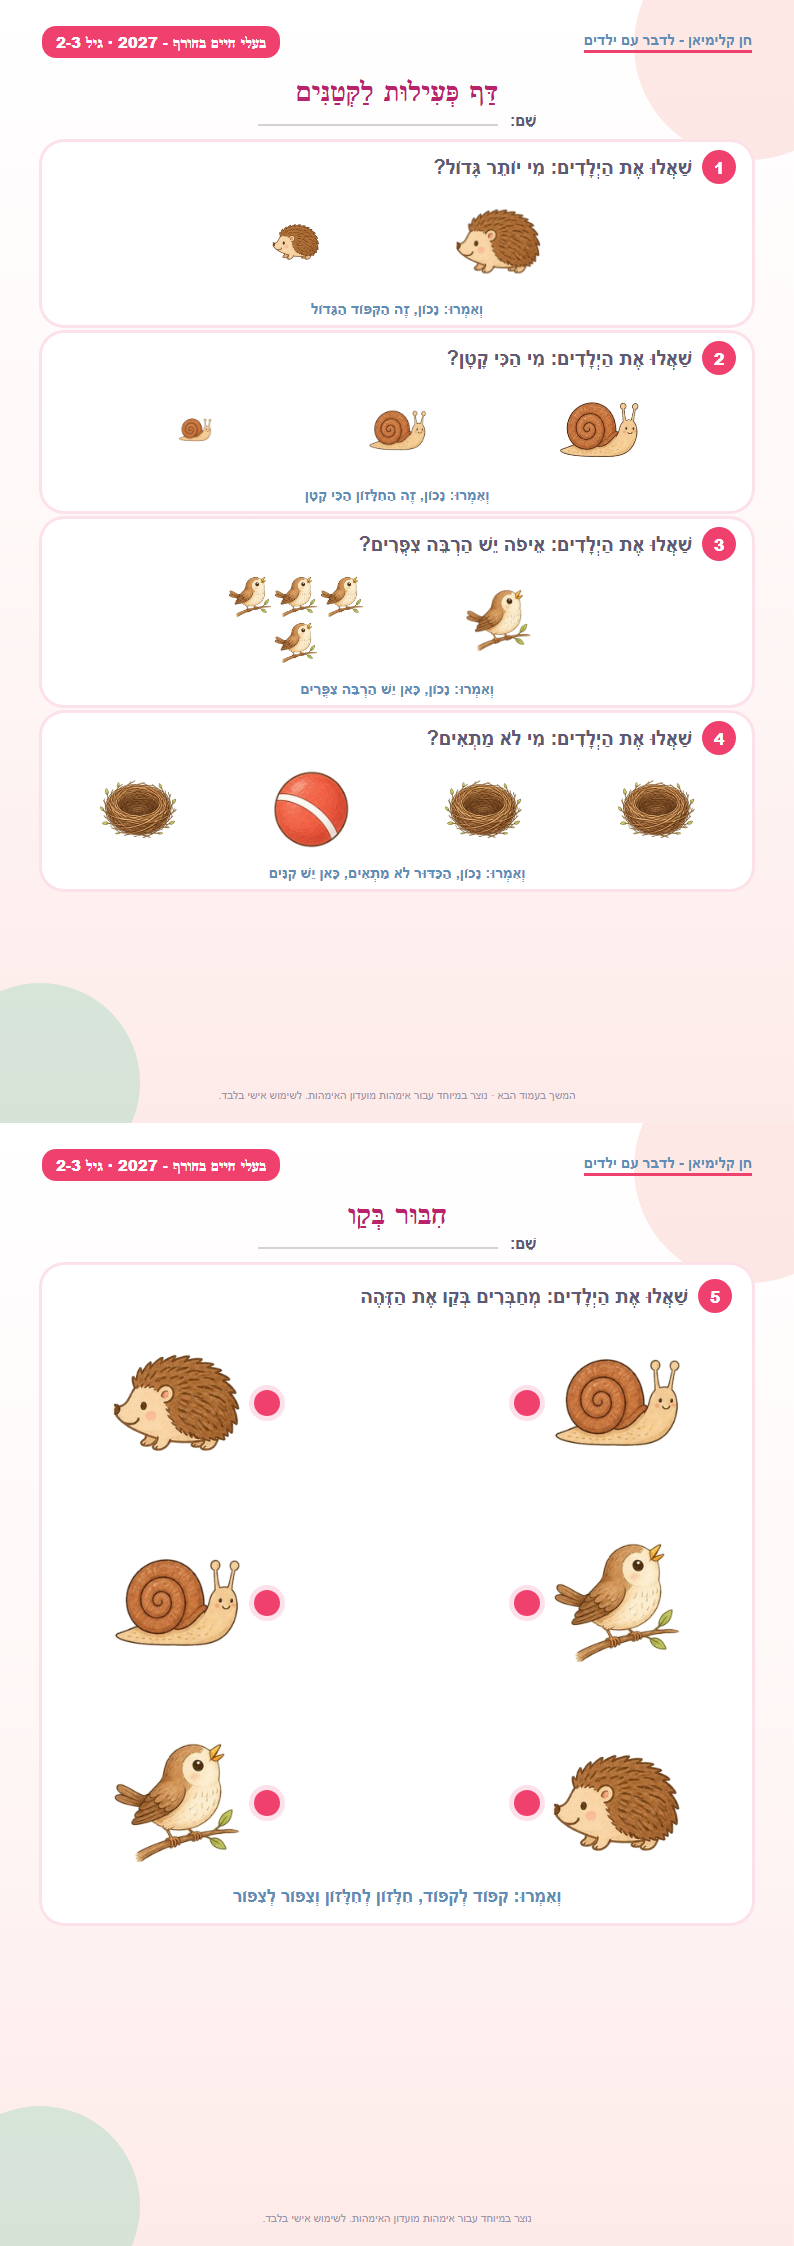 חן קלימיאן - לדבר עם ילדים
בעלי חיים בחורף - 2027 · גיל 2-3
דַּף פְּעִילוּת לַקְּטַנִּים
שֵׁם:
1 שַׁאֲלוּ אֶת הַיְלָדִים: מִי יוֹתֵר גָּדוֹל?
וְאִמְרוּ: נָכוֹן, זֶה הַקִּפּוֹד הַגָּדוֹל
2 שַׁאֲלוּ אֶת הַיְלָדִים: מִי הַכִּי קָטָן?
וְאִמְרוּ: נָכוֹן, זֶה הַחִלָּזוֹן הַכִּי קָטָן
3 שַׁאֲלוּ אֶת הַיְלָדִים: אֵיפֹה יֵשׁ הַרְבֵּה צִפֳּרִים?
וְאִמְרוּ: נָכוֹן, כָּאן יֵשׁ הַרְבֵּה צִפֳּרִים
4 שַׁאֲלוּ אֶת הַיְלָדִים: מִי לֹא מַתְאִים?
וְאִמְרוּ: נָכוֹן, הַכַּדּוּר לֹא מַתְאִים, כָּאן יֵשׁ קִנִּים
המשך בעמוד הבא · נוצר במיוחד עבור אימהות מועדון האימהות. לשימוש אישי בלבד.
חן קלימיאן - לדבר עם ילדים
בעלי חיים בחורף - 2027 · גיל 2-3
חִבּוּר בְּקַו
שֵׁם:
5 שַׁאֲלוּ אֶת הַיְלָדִים: מְחַבְּרִים בְּקַו אֶת הַזֶּהֶה
וְאִמְרוּ: קִפּוֹד לְקִפּוֹד, חִלָּזוֹן לְחִלָּזוֹן וְצִפּוֹר לְצִפּוֹר
נוצר במיוחד עבור אימהות מועדון האימהות. לשימוש אישי בלבד.